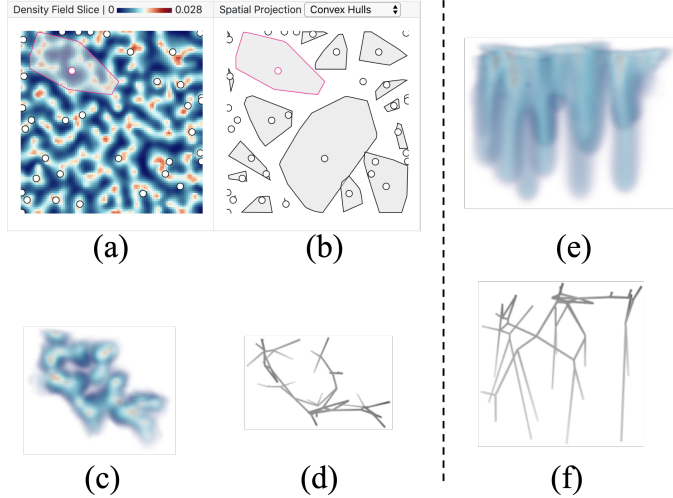 Density Field Slice | 0 0.028
Spatial Projection Convex Hulls
(a)
(b)
(e)
(c)
(d)
(f)